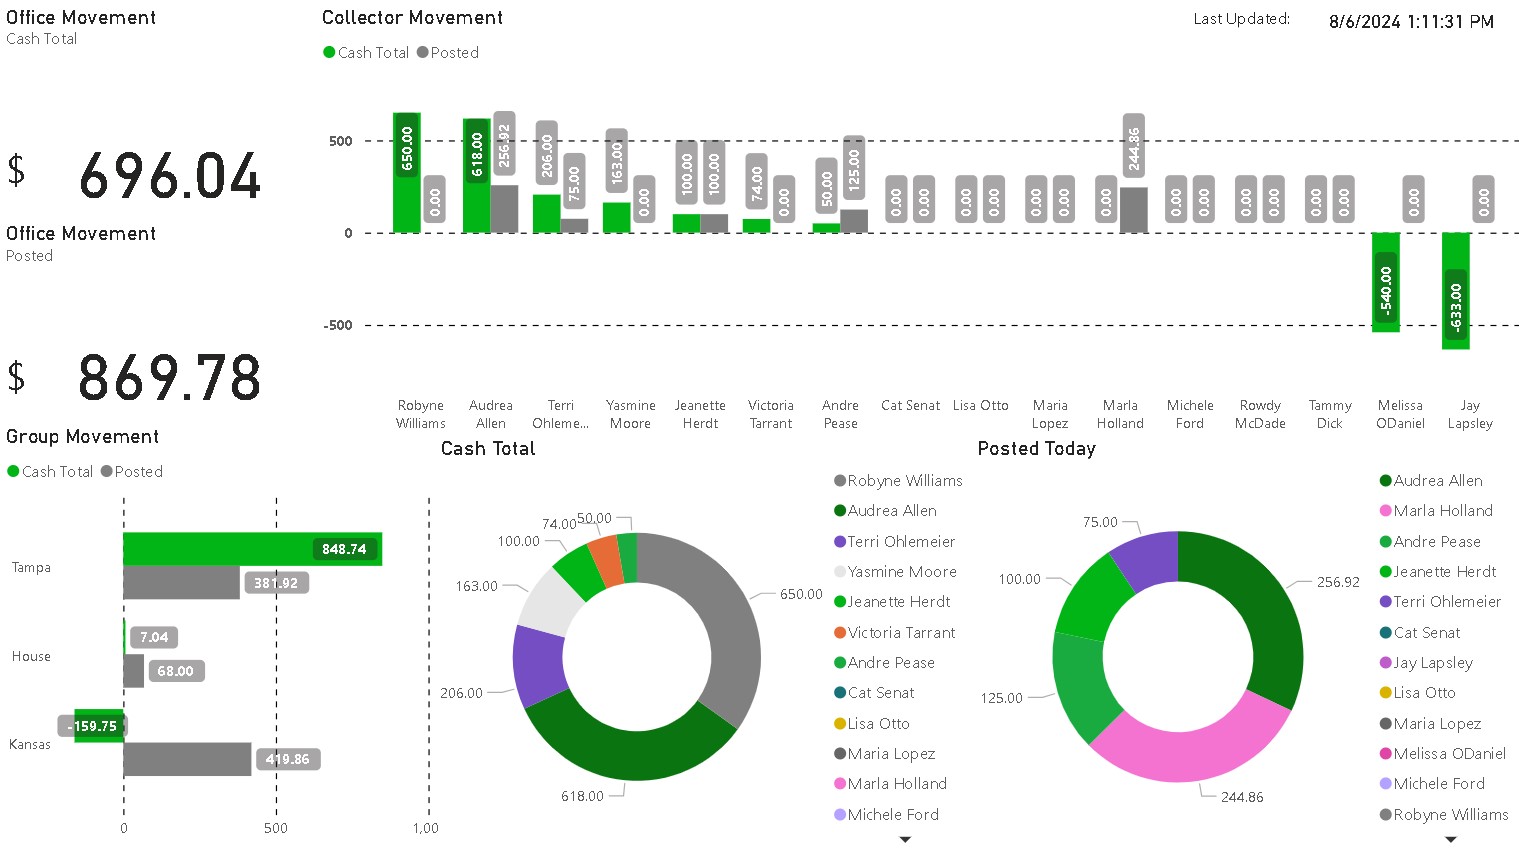 Office Movement
Cash Total
$ 696.04
Office Movement
Posted
$ 869.78
Collector Movement
Last Updated: 8/6/2024 1:11:31 PM
Cash Total Posted
500
0
-500
650.00 0.00 618.00 256.92 206.00 75.00 163.00 0.00 100.00 100.00 74.00 0.00 50.00 125.00 0.00 0.00 0.00 0.00 0.00 0.00 0.00 244.86 0.00 0.00 0.00 0.00 0.00 0.00 -540.00 0.00 -633.00 0.00
Robyne Williams
Audrea Allen
Terri Ohleme...
Yasmine Moore
Jeanette Herdt
Victoria Tarrant
Andre Pease
Cat Senat
Lisa Otto
Maria Lopez
Marla Holland
Michele Ford
Rowdy McDade
Tammy Dick
Melissa ODaniel
Jay Lapsley
Group Movement
Cash Total Posted
Tampa
848.74
381.92
House
7.04
68.00
Kansas
-159.75
419.86
0 500 1,00
Cash Total
50.00
74.00
100.00
163.00
206.00
618.00
650.00
Robyne Williams
Audrea Allen
Terri Ohlemeier
Yasmine Moore
Jeanette Herdt
Victoria Tarrant
Andre Pease
Cat Senat
Lisa Otto
Maria Lopez
Marla Holland
Michele Ford
Posted Today
75.00
100.00
125.00
244.86
256.92
Audrea Allen
Marla Holland
Andre Pease
Jeanette Herdt
Terri Ohlemeier
Cat Senat
Jay Lapsley
Lisa Otto
Maria Lopez
Melissa ODaniel
Michele Ford
Robyne Williams